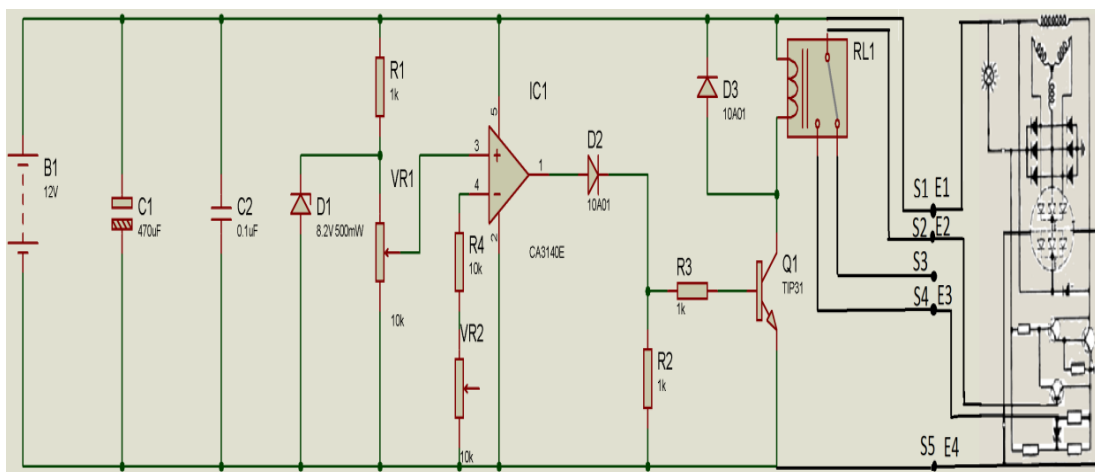 B1
12V
C1
470uF
C2
0.1uF
R1
1k
D1
8.2V 500mW
VR1
10k
R4
10k
VR2
10k
IC1
3
4
5
2
1
CA3140E
D2
10A01
R2
1k
R3
1k
D3
10A01
Q1
TIP31
RL1
S1 E1
S2 E2
S3
S4 E3
S5 E4